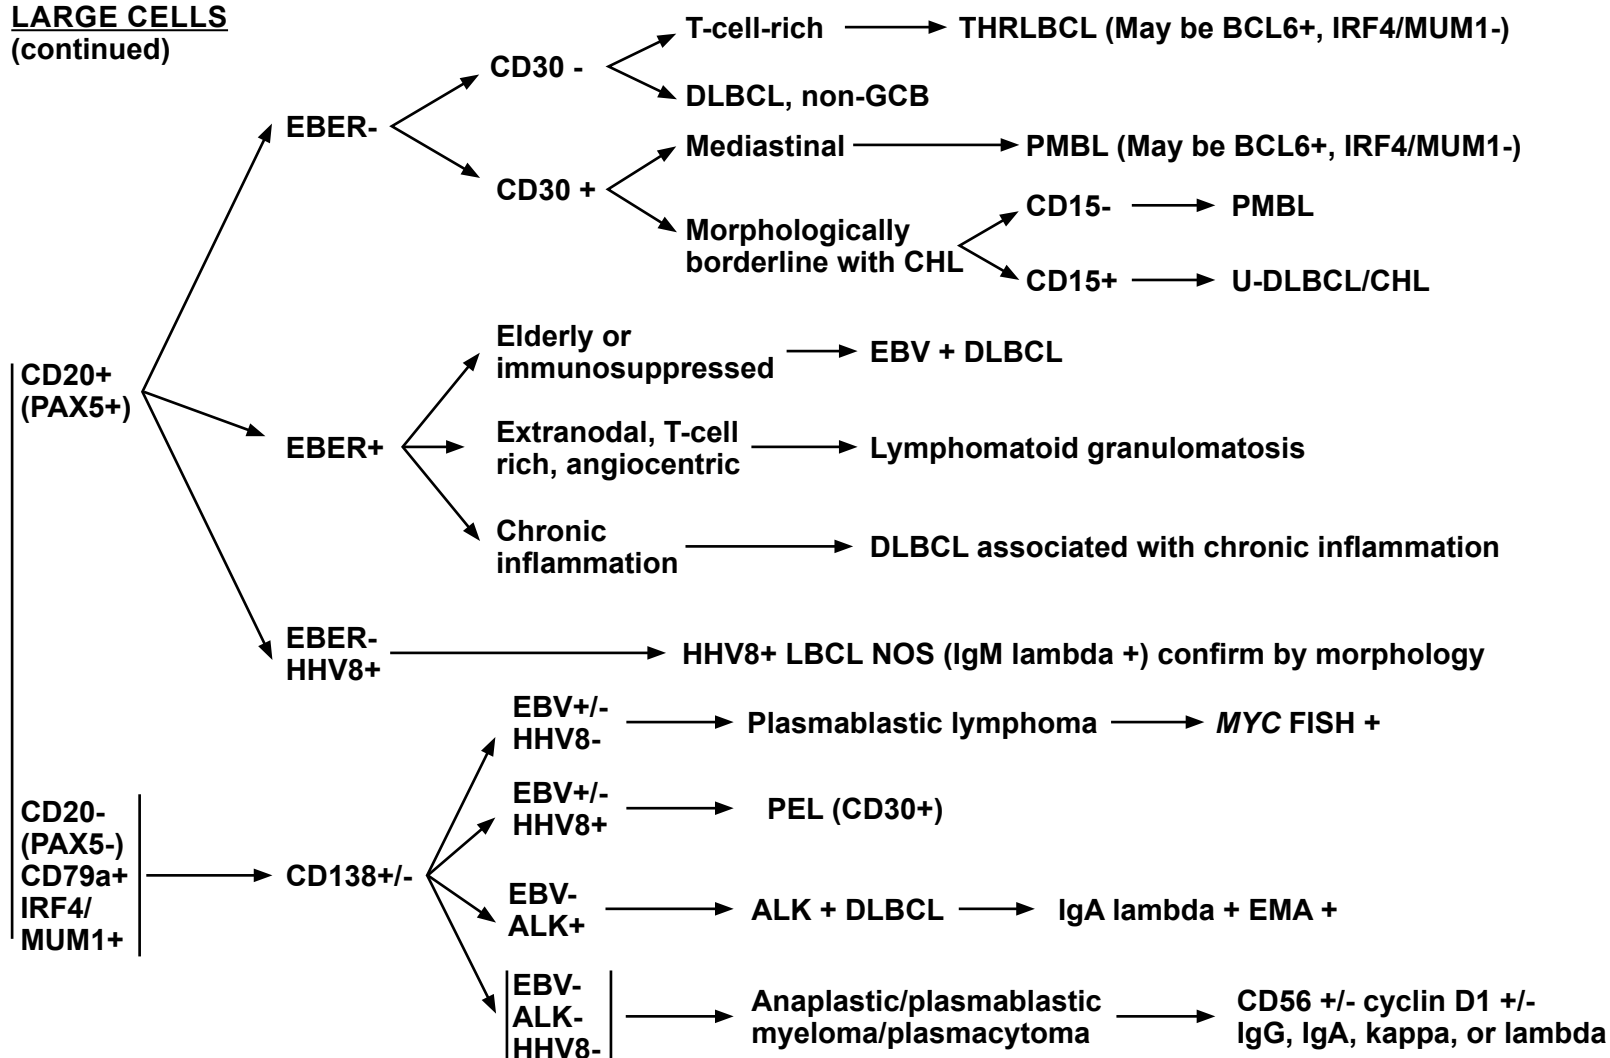 LARGE CELLS
(continued)
T-cell-rich
THRLBCL (May be BCL6+, IRF4/MUM1-)
CD30 -
DLBCL, non-GCB
EBER-
Mediastinal
PMBL (May be BCL6+, IRF4/MUM1-)
CD30 +
CD15-
PMBL
Morphologically
borderline with CHL
CD15+
U-DLBCL/CHL
CD20+
(PAX5+)
Elderly or
immunosuppressed
EBV + DLBCL
EBER+
Extranodal, T-cell
rich, angiocentric
Lymphomatoid granulomatosis
Chronic
inflammation
DLBCL associated with chronic inflammation
EBER-
HHV8+
HHV8+ LBCL NOS (IgM lambda +) confirm by morphology
EBV+/-
HHV8-
Plasmablastic lymphoma
MYC FISH +
EBV+/-
HHV8+
PEL (CD30+)
CD20-
(PAX5-)
CD79a+
IRF4/
MUM1+
CD138+/-
EBV-
ALK+
ALK + DLBCL
IgA lambda + EMA +
EBV-
ALK-
HHV8-
Anaplastic/plasmablastic
myeloma/plasmacytoma
CD56 +/- cyclin D1 +/-
IgG, IgA, kappa, or lambda